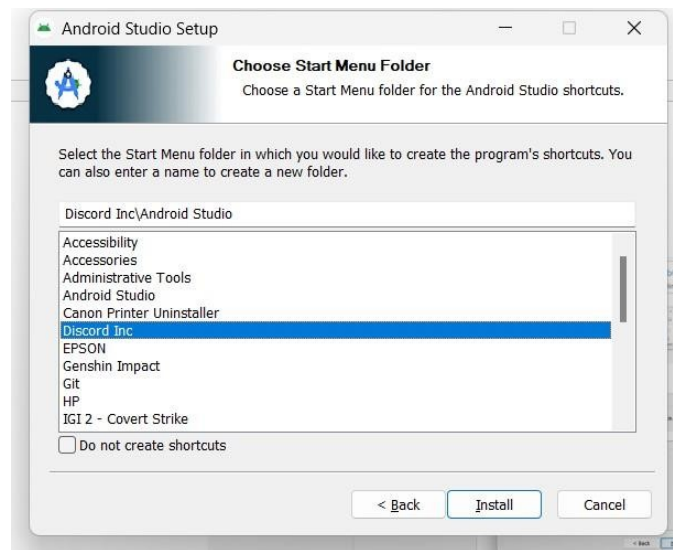 Android Studio Setup
Choose Start Menu Folder
Choose a Start Menu folder for the Android Studio shortcuts.
Select the Start Menu folder in which you would like to create the program's shortcuts. You
can also enter a name to create a new folder.
Discord Inc\Android Studio
Accessibility
Accessories
Administrative Tools
Android Studio
Canon Printer Uninstaller
Discord Inc
EPSON
Genshin Impact
Git
HP
IGI 2 - Covert Strike
Do not create shortcuts
< Back
Install
Cancel
< Back